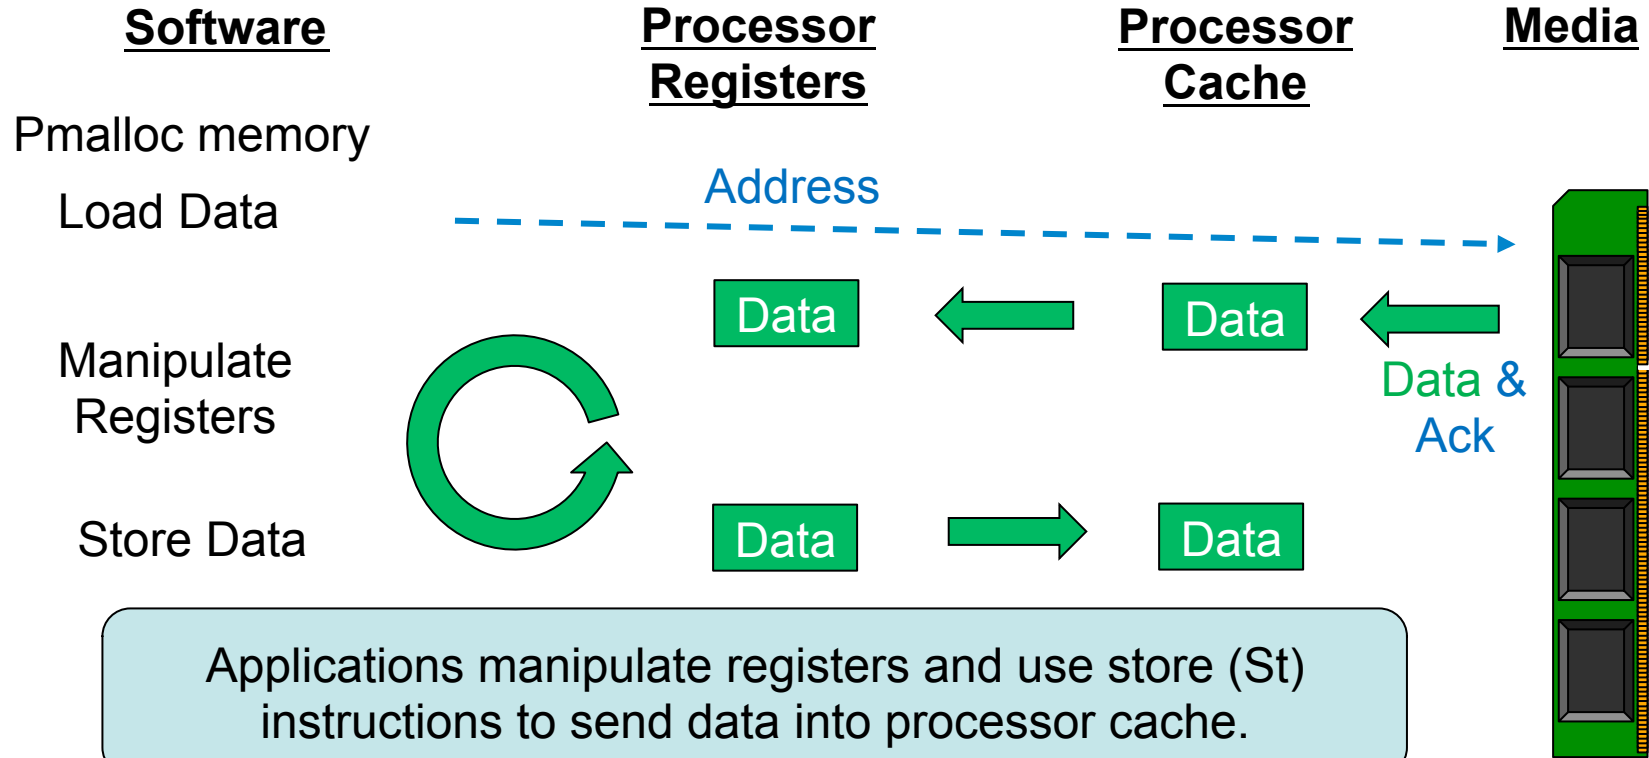 Software
Processor
Registers
Processor
Cache
Media
Pmalloc memory
Load Data
Address
Data
Data
Data &
Ack
Manipulate
Registers
Store Data
Data
Data
Applications manipulate registers and use store (St)
instructions to send data into processor cache.